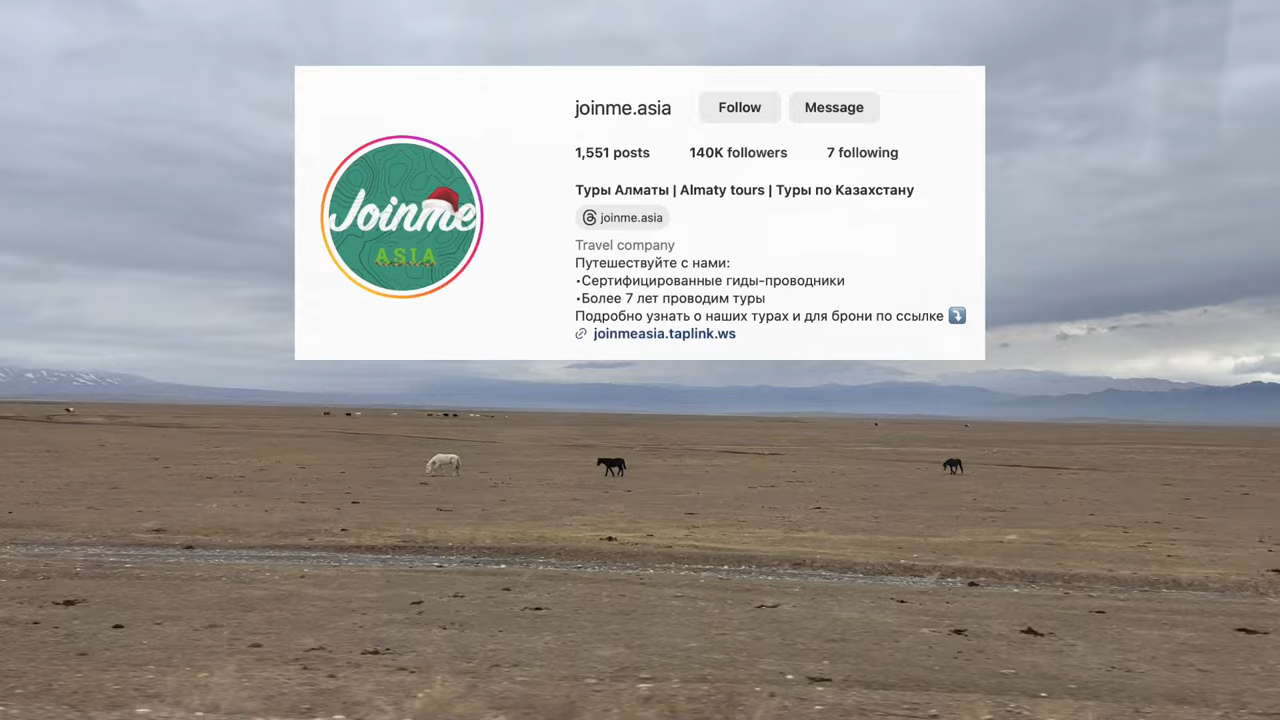 joinme.asia Follow Message
1,551 posts 140K followers 7 following
Туры Алматы | Almaty tours | Туры по Казахстану
joinme.asia
Travel company
Путешествуйте с нами:
•Сертифицированные гиды-проводники
•Более 7 лет проводим туры
Подробно узнать о наших турах и для брони по ссылке ⤵️
joinmeasia.taplink.ws
Joinme
ASIA